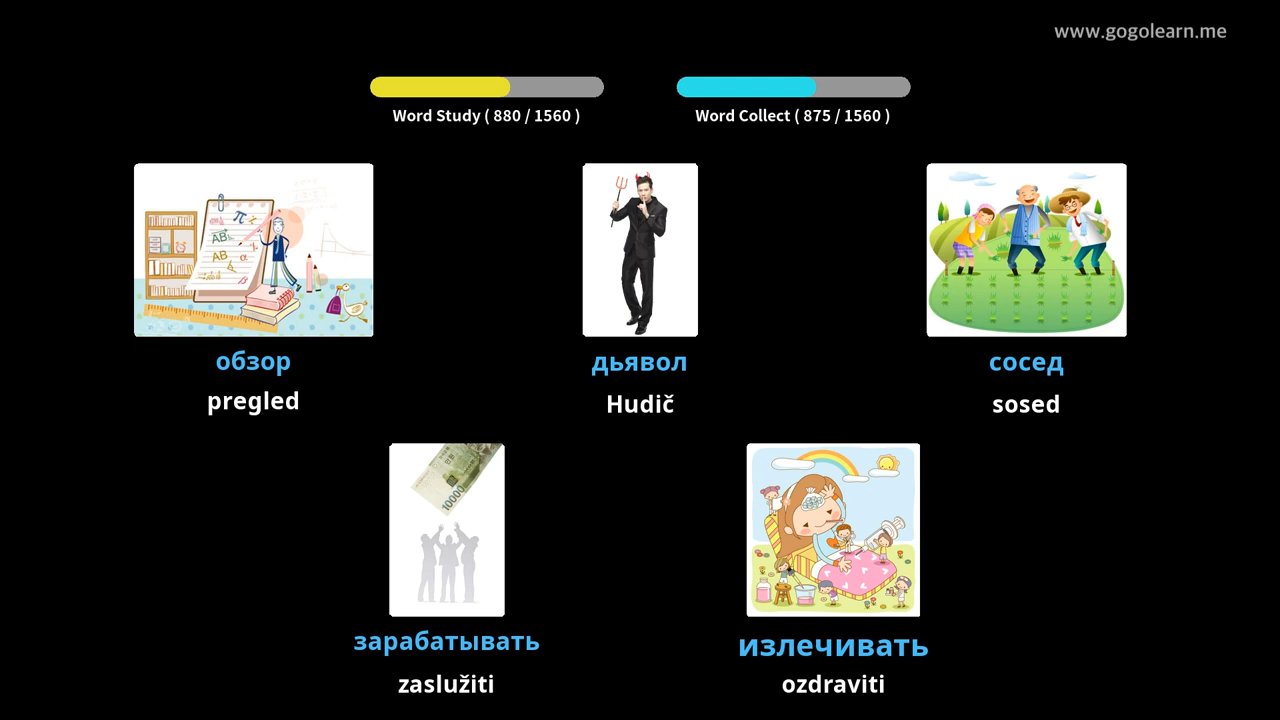 www.gogolearn.me
Word Study ( 880 / 1560 )
Word Collect ( 875 / 1560 )
обзор
pregled
дьявол
Hudič
сосед
sosed
10000
зарабатывать
zaslužiti
излечивать
ozdraviti